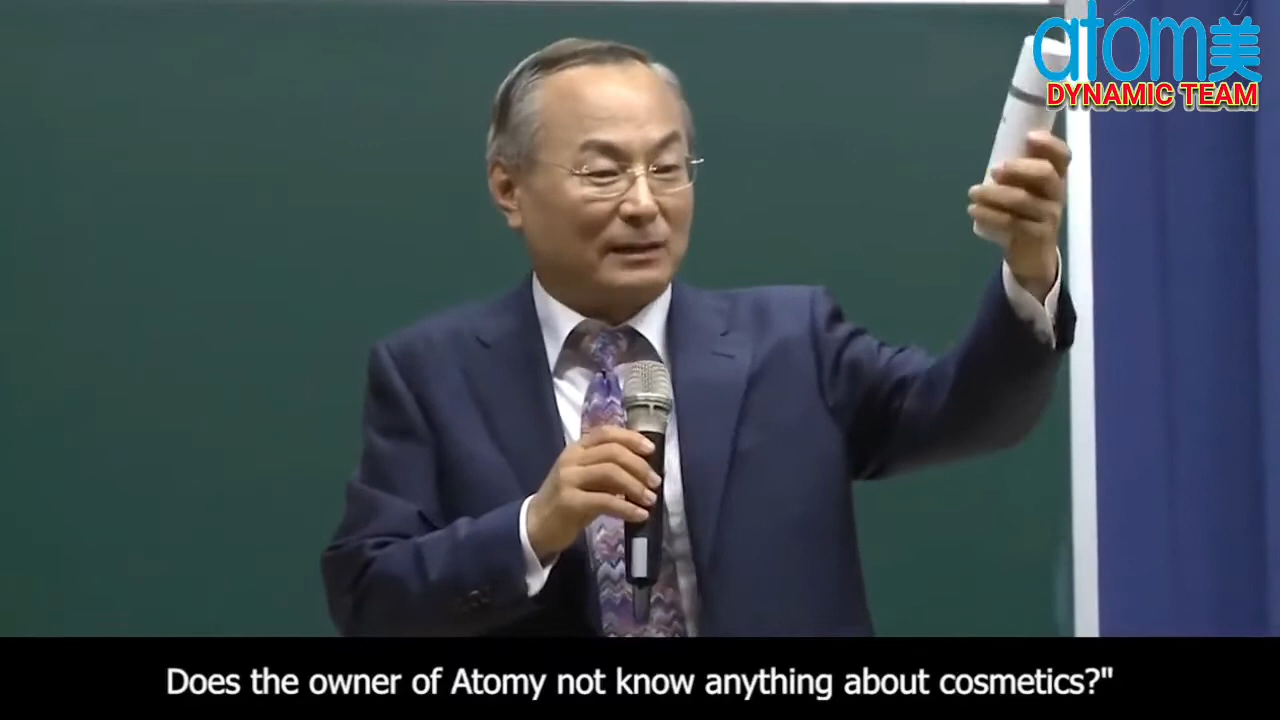 atom美
DYNAMIC TEAM
Does the owner of Atomy not know anything about cosmetics?"